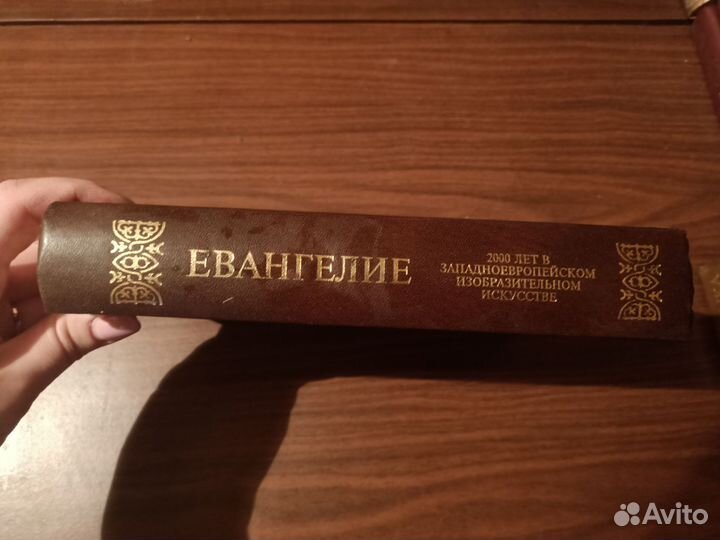 ЕВАНГЕЛИЕ
2000 ЛЕТ В
ЗАПАДНОЕВРОПЕЙСКОМ
ИЗОБРАЗИТЕЛЬНОМ
ИСКУССТВЕ
Avito